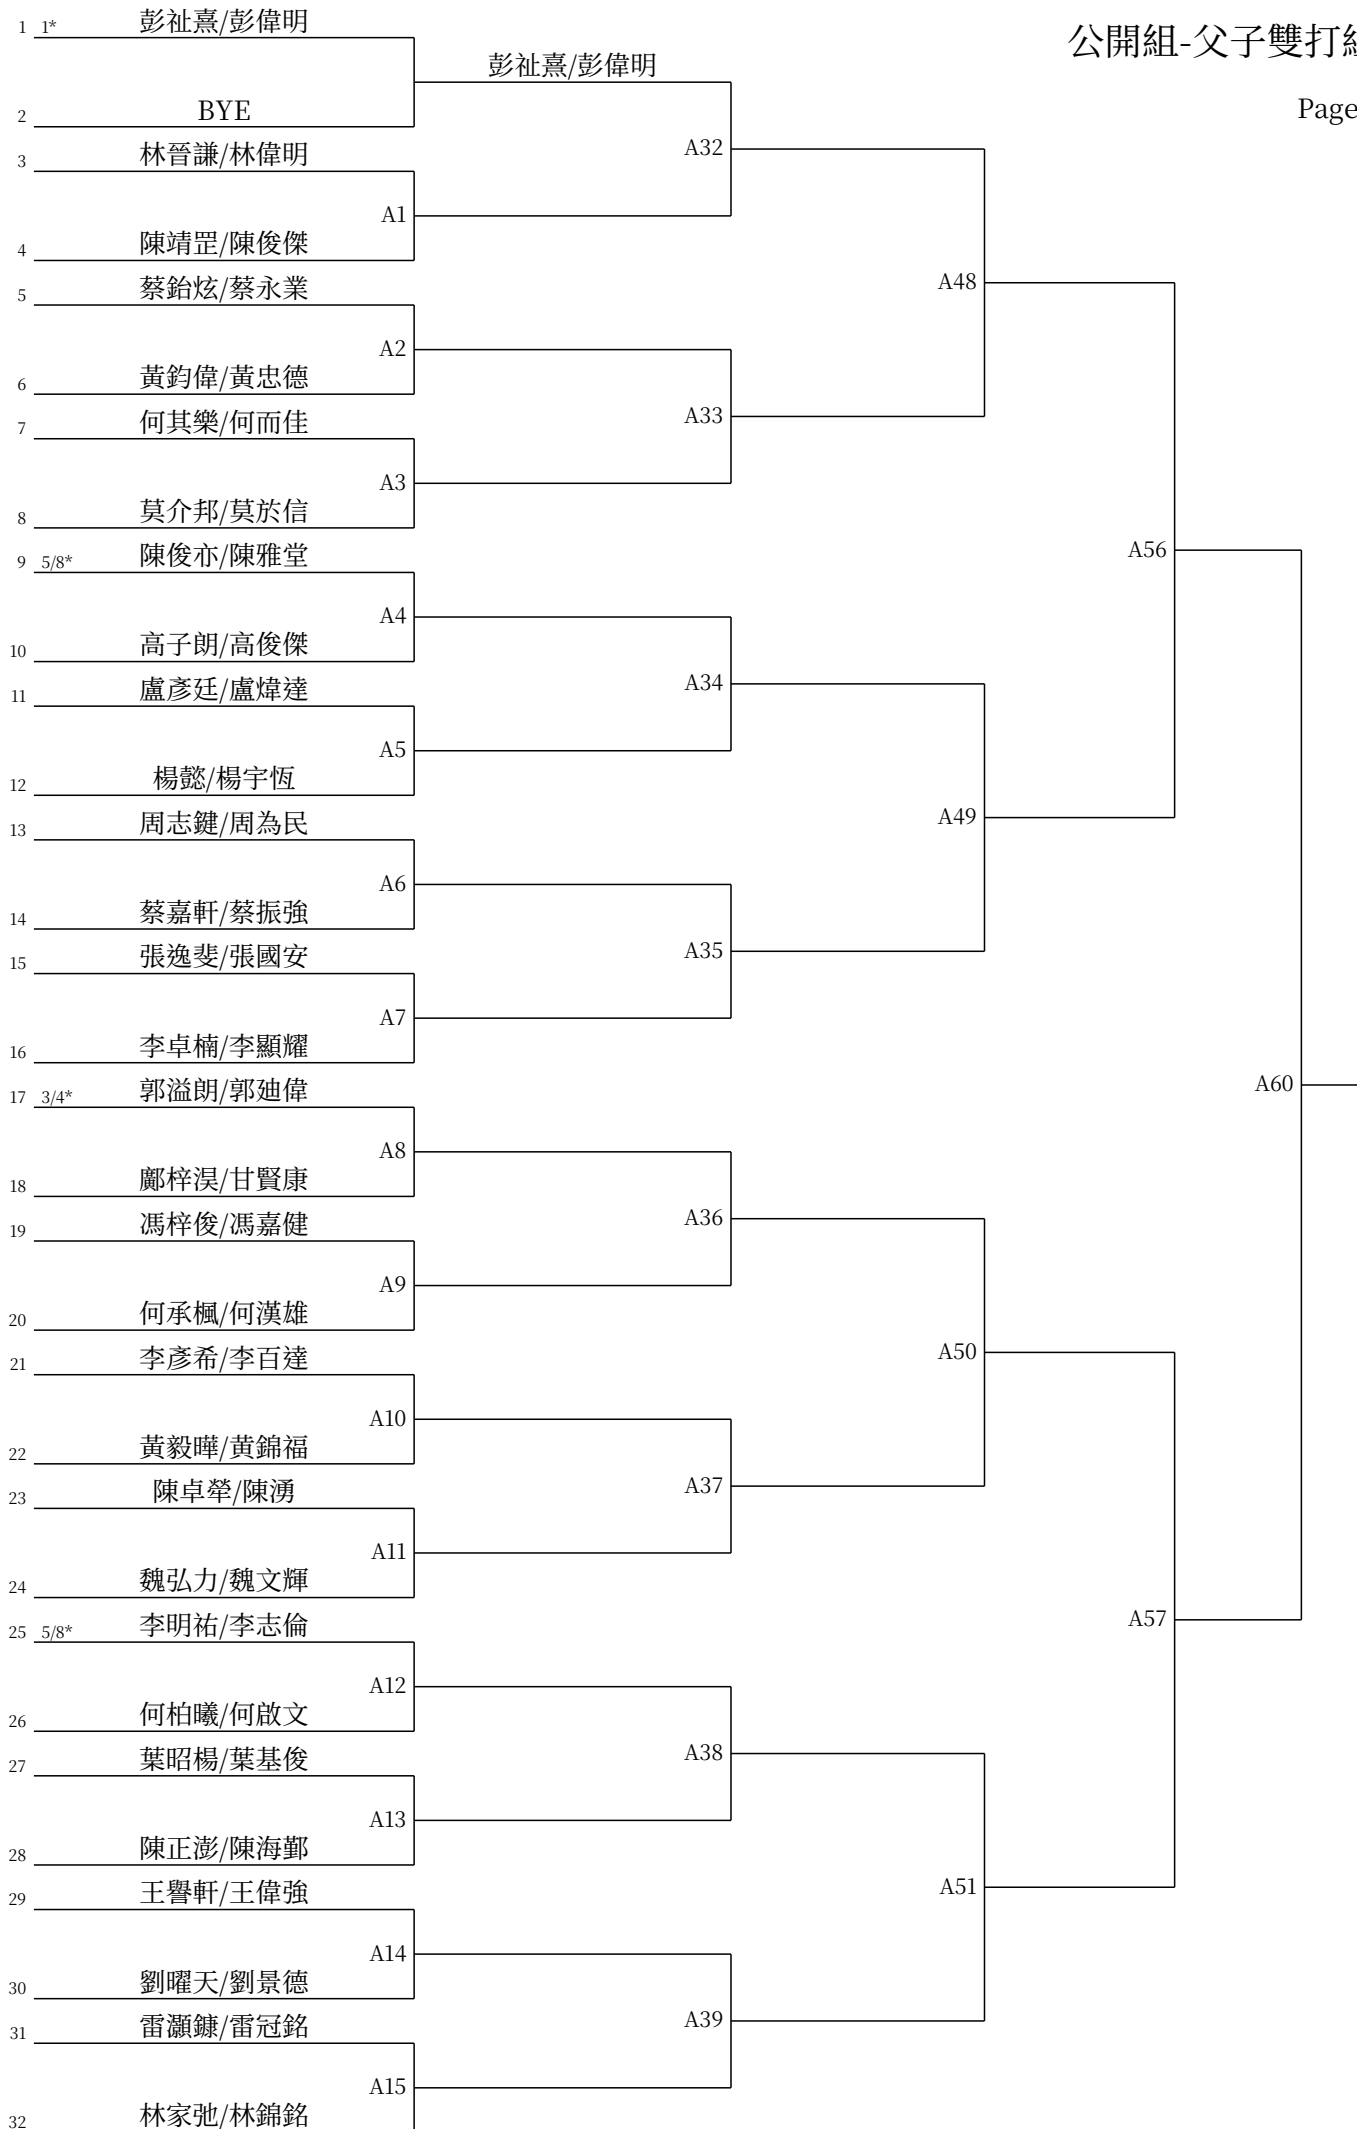 公開組-父子雙打組
Page
1 1* 彭祉熹/彭偉明
彭祉熹/彭偉明
2 BYE
A32
3 林晉謙/林偉明
A1
4 陳靖罡/陳俊傑
A48
5 蔡鈶炫/蔡永業
A2
6 黃鈞偉/黃忠德
A33
7 何其樂/何而佳
A3
8 莫介邦/莫於信
A56
9 5/8* 陳俊亦/陳雅堂
A4
10 高子朗/高俊傑
A34
11 盧彥廷/盧煒達
A5
12 楊懿/楊宇恆
A49
13 周志鍵/周為民
A6
14 蔡嘉軒/蔡振強
A35
15 張逸斐/張國安
A7
16 李卓楠/李顯耀
A60
17 3/4* 郭溢朗/郭廸偉
A8
18 鄺梓淏/甘賢康
A36
19 馮梓俊/馮嘉健
A9
20 何承楓/何漢雄
A50
21 李彥希/李百達
A10
22 黃毅曄/黄錦福
A37
23 陳卓犖/陳湧
A11
24 魏弘力/魏文輝
A57
25 5/8* 李明祐/李志倫
A12
26 何柏曦/何啟文
A38
27 葉昭楊/葉基俊
A13
28 陳正澎/陳海鄞
A51
29 王譽軒/王偉強
A14
30 劉曜天/劉景德
A39
31 雷灝鎌/雷冠銘
A15
32 林家弛/林錦銘